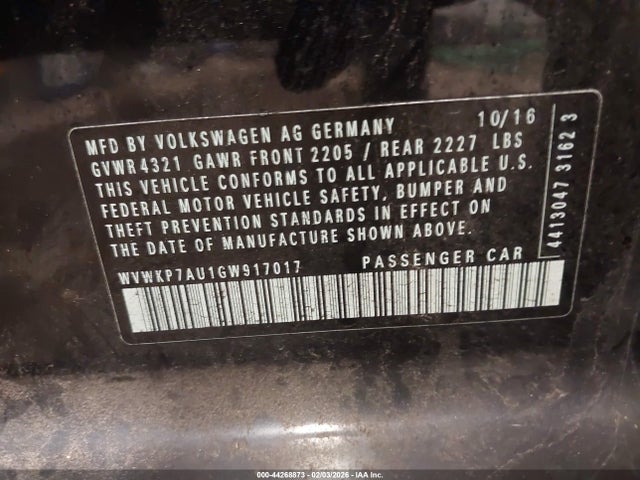 MFD BY VOLKSWAGEN AG GERMANY 10/16
GVWR 4321 GAWR FRONT 2205 / REAR 2227 LBS
THIS VEHICLE CONFORMS TO ALL APPLICABLE U.S.
FEDERAL MOTOR VEHICLE SAFETY, BUMPER AND
THEFT PREVENTION STANDARDS IN EFFECT ON
THE DATE OF MANUFACTURE SHOWN ABOVE.
WVWKP7AU1GW917017 PASSENGER CAR
4413047 3162 3
000-44268873 - 02/03/2026 - IAA Inc.